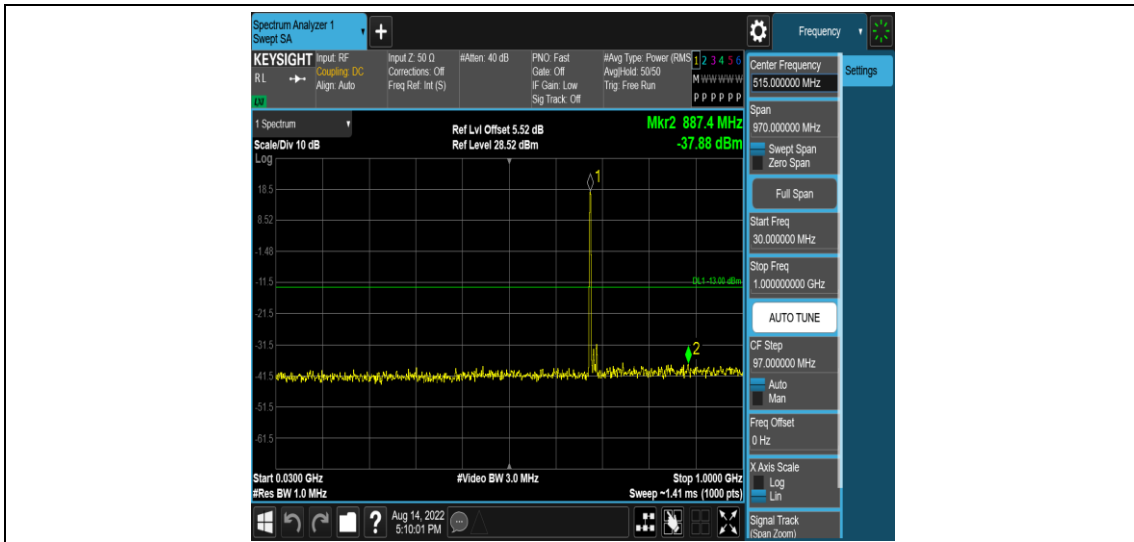 Spectrum Analyzer 1
Swept SA
+
Frequency
KEYSIGHT
RL
LXI
Input: RF
Coupling: DC
Align: Auto
Input Z: 50 Ω
Corrections: Off
Freq Ref: Int (S)
#Atten: 40 dB
PNO: Fast
Gate: Off
IF Gain: Low
Sig Track: Off
#Avg Type: Power (RMS
Avg|Hold: 50/50
Trig: Free Run
1 2 3 4 5 6
M W W W W W
P P P P P P
1 Spectrum
Scale/Div 10 dB
Log
Ref Lvl Offset 5.52 dB
Ref Level 28.52 dBm
Mkr2 887.4 MHz
-37.88 dBm
1
18.5
8.52
-1.48
-11.5
DL1 -13.00 dBm
-21.5
-31.5
2
-41.5
-51.5
-61.5
Start 0.0300 GHz
#Res BW 1.0 MHz
#Video BW 3.0 MHz
Stop 1.0000 GHz
Sweep ~1.41 ms (1000 pts)
?
Aug 14, 2022
5:10:01 PM
Center Frequency
515.000000 MHz
Settings
Span
970.000000 MHz
Swept Span
Zero Span
Full Span
Start Freq
30.000000 MHz
Stop Freq
1.000000000 GHz
AUTO TUNE
CF Step
97.000000 MHz
Auto
Man
Freq Offset
0 Hz
X Axis Scale
Log
Lin
Signal Track
(Span Zoom)